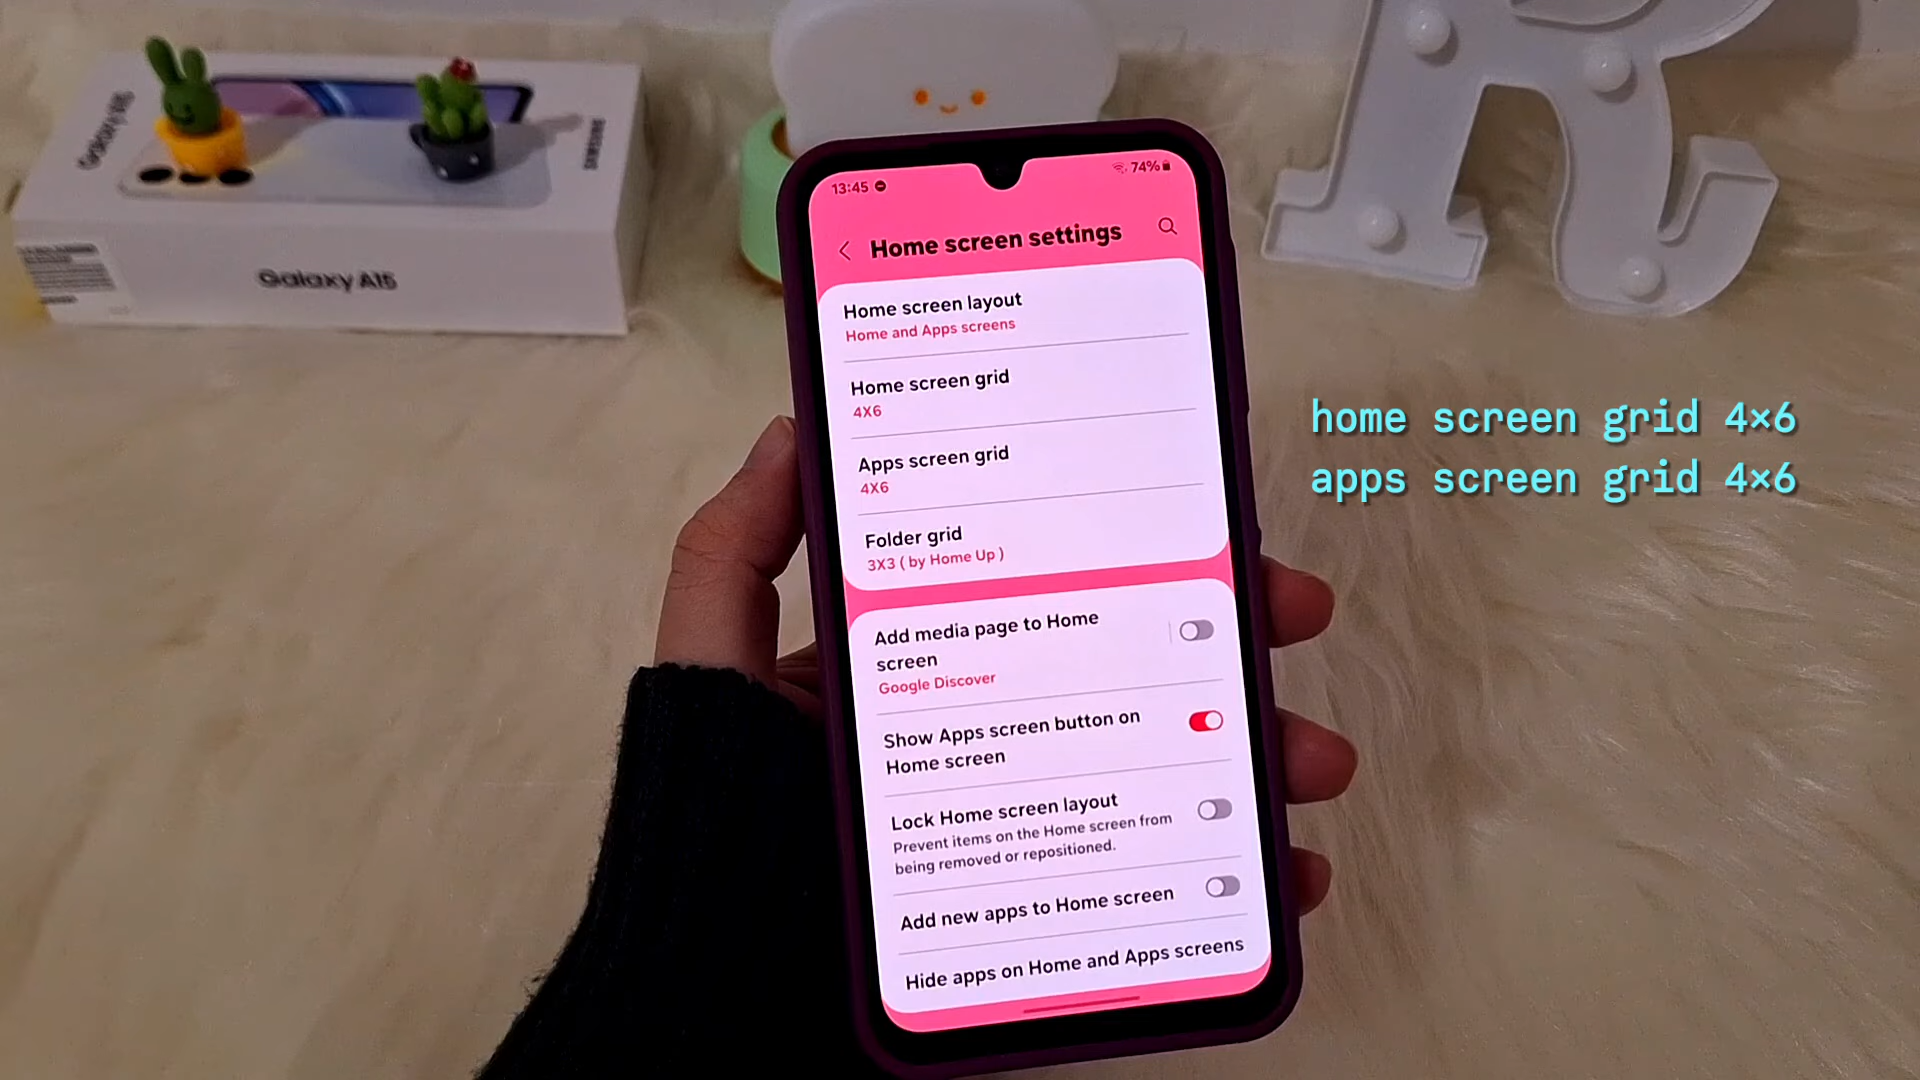 Galaxy A15
SAMSUNG
Galaxy A15
13:45
74%
Home screen settings
Home screen layout
Home and Apps screens
Home screen grid
4X6
Apps screen grid
4X6
Folder grid
3X3 ( by Home Up )
Add media page to Home
screen
Google Discover
Show Apps screen button on
Home screen
Lock Home screen layout
Prevent items on the Home screen from
being removed or repositioned.
Add new apps to Home screen
Hide apps on Home and Apps screens
home screen grid 4×6
apps screen grid 4×6
R